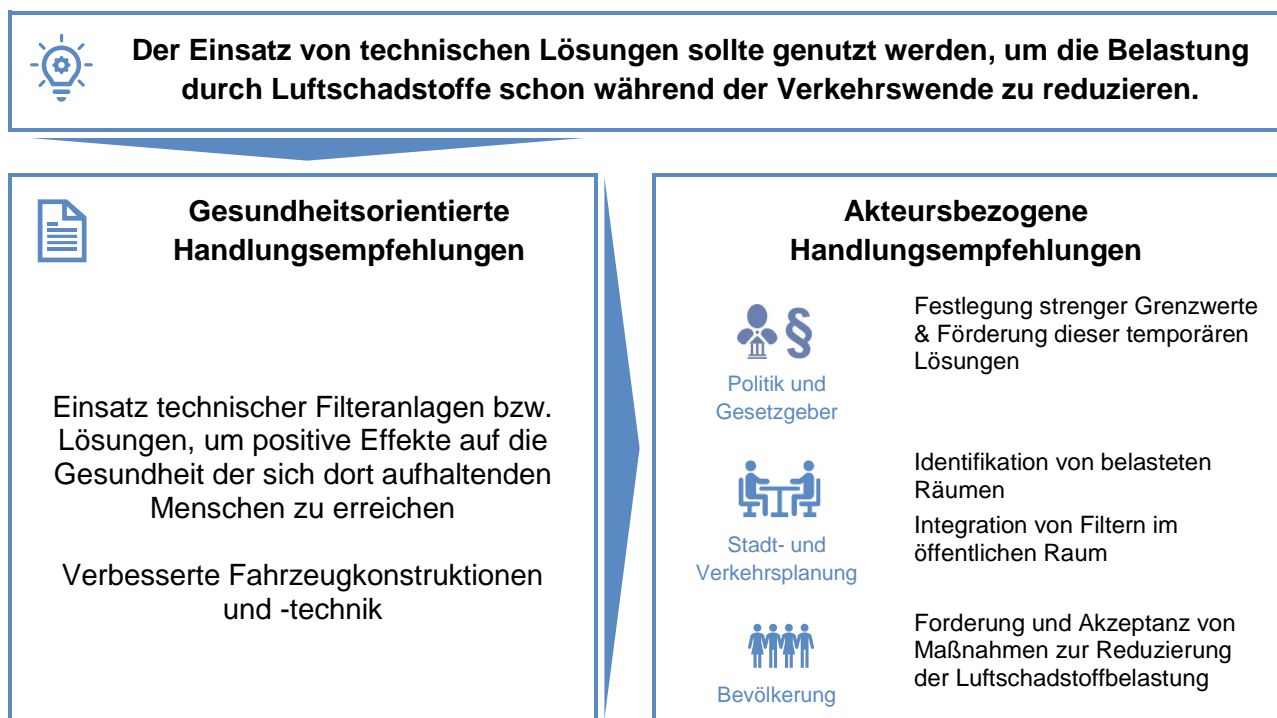 Der Einsatz von technischen Lösungen sollte genutzt werden, um die Belastung
durch Luftschadstoffe schon während der Verkehrswende zu reduzieren.
Gesundheitsorientierte
Handlungsempfehlungen
Einsatz technischer Filteranlagen bzw.
Lösungen, um positive Effekte auf die
Gesundheit der sich dort aufhaltenden
Menschen zu erreichen
Verbesserte Fahrzeugkonstruktionen
und -technik
Akteursbezogene
Handlungsempfehlungen
§
Politik und
Gesetzgeber
Festlegung strenger Grenzwerte
& Förderung dieser temporären
Lösungen
Stadt- und
Verkehrsplanung
Identifikation von belasteten
Räumen
Integration von Filtern im
öffentlichen Raum
Bevölkerung
Forderung und Akzeptanz von
Maßnahmen zur Reduzierung
der Luftschadstoffbelastung